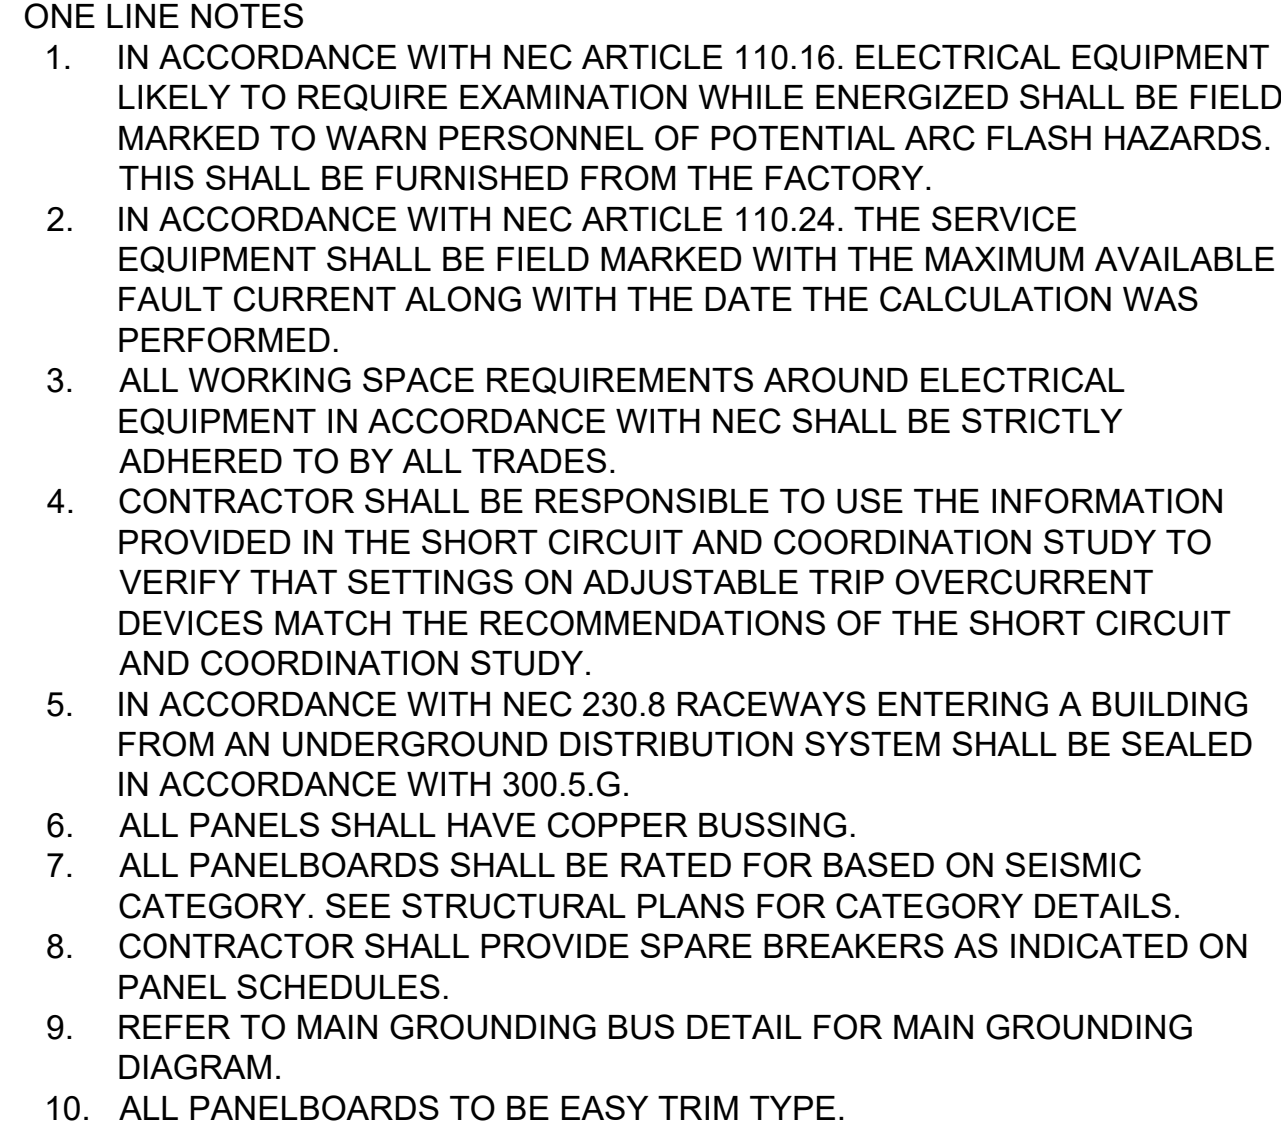 ONE LINE NOTES
1. IN ACCORDANCE WITH NEC ARTICLE 110.16. ELECTRICAL EQUIPMENT
LIKELY TO REQUIRE EXAMINATION WHILE ENERGIZED SHALL BE FIELD
MARKED TO WARN PERSONNEL OF POTENTIAL ARC FLASH HAZARDS.
THIS SHALL BE FURNISHED FROM THE FACTORY.
2. IN ACCORDANCE WITH NEC ARTICLE 110.24. THE SERVICE
EQUIPMENT SHALL BE FIELD MARKED WITH THE MAXIMUM AVAILABLE
FAULT CURRENT ALONG WITH THE DATE THE CALCULATION WAS
PERFORMED.
3. ALL WORKING SPACE REQUIREMENTS AROUND ELECTRICAL
EQUIPMENT IN ACCORDANCE WITH NEC SHALL BE STRICTLY
ADHERED TO BY ALL TRADES.
4. CONTRACTOR SHALL BE RESPONSIBLE TO USE THE INFORMATION
PROVIDED IN THE SHORT CIRCUIT AND COORDINATION STUDY TO
VERIFY THAT SETTINGS ON ADJUSTABLE TRIP OVERCURRENT
DEVICES MATCH THE RECOMMENDATIONS OF THE SHORT CIRCUIT
AND COORDINATION STUDY.
5. IN ACCORDANCE WITH NEC 230.8 RACEWAYS ENTERING A BUILDING
FROM AN UNDERGROUND DISTRIBUTION SYSTEM SHALL BE SEALED
IN ACCORDANCE WITH 300.5.G.
6. ALL PANELS SHALL HAVE COPPER BUSSING.
7. ALL PANELBOARDS SHALL BE RATED FOR BASED ON SEISMIC
CATEGORY. SEE STRUCTURAL PLANS FOR CATEGORY DETAILS.
8. CONTRACTOR SHALL PROVIDE SPARE BREAKERS AS INDICATED ON
PANEL SCHEDULES.
9. REFER TO MAIN GROUNDING BUS DETAIL FOR MAIN GROUNDING
DIAGRAM.
10. ALL PANELBOARDS TO BE EASY TRIM TYPE.